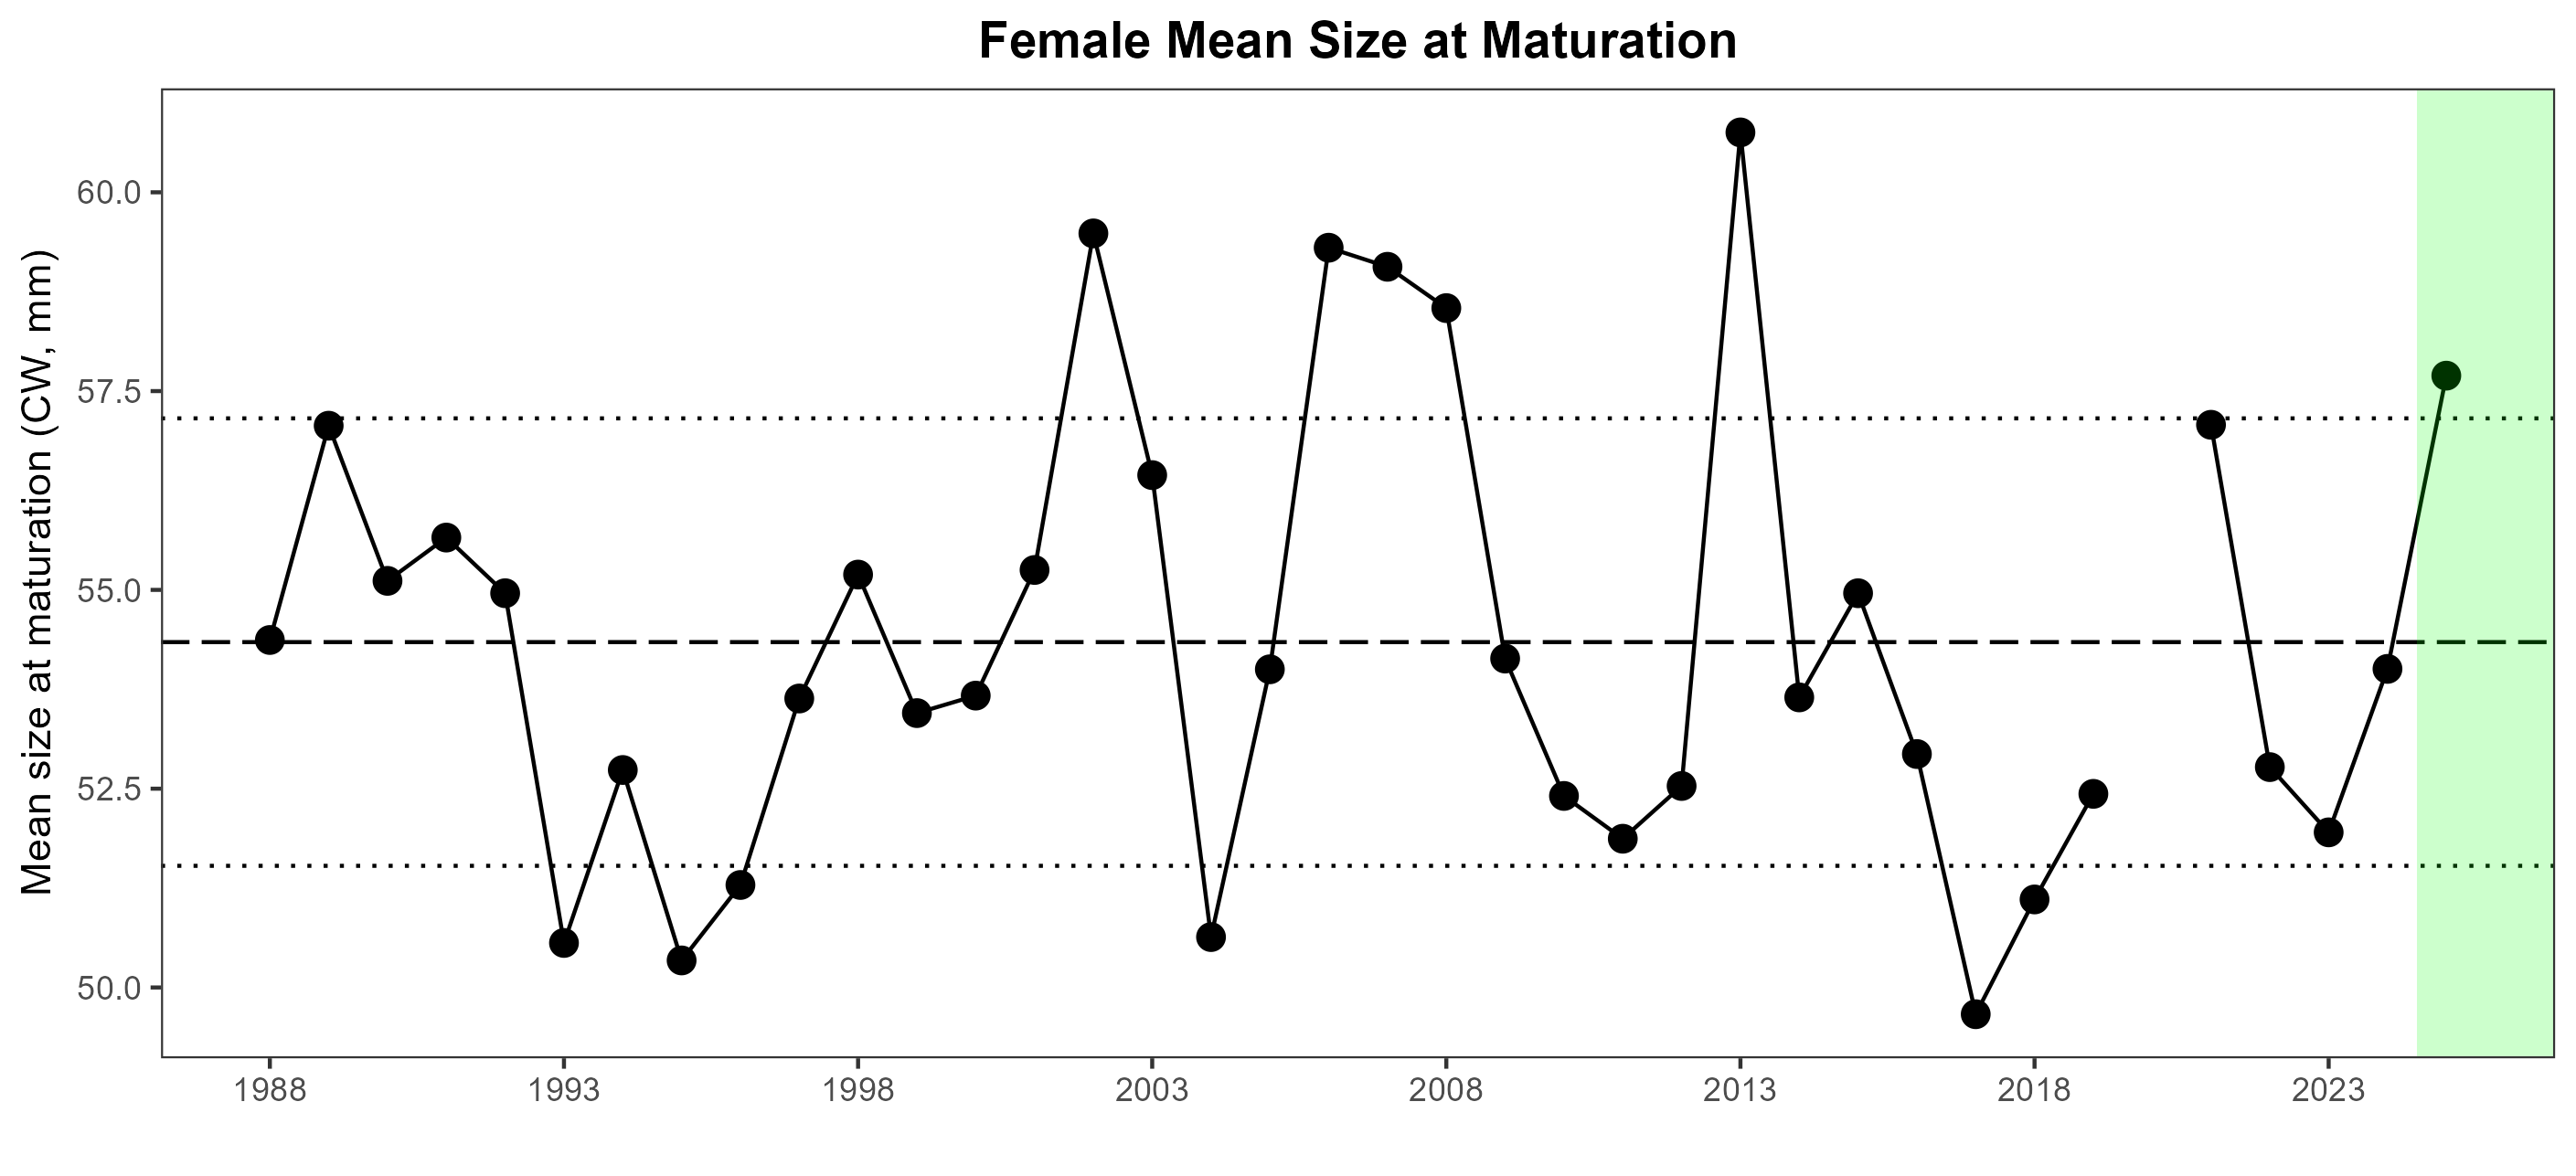 Female Mean Size at Maturation
Mean size at maturation (CW, mm)
60.0
57.5
55.0
52.5
50.0
1988 1993 1998 2003 2008 2013 2018 2023